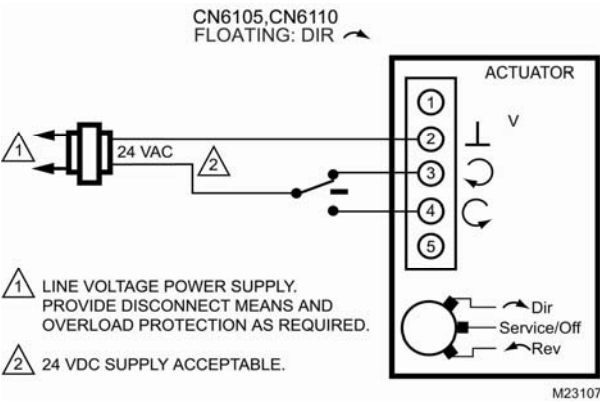 CN6105,CN6110
FLOATING: DIR
ACTUATOR
1
2
V
1
24 VAC
2
3
4
5
1 LINE VOLTAGE POWER SUPPLY.
PROVIDE DISCONNECT MEANS AND
OVERLOAD PROTECTION AS REQUIRED.
2 24 VDC SUPPLY ACCEPTABLE.
Dir
Service/Off
Rev
M23107